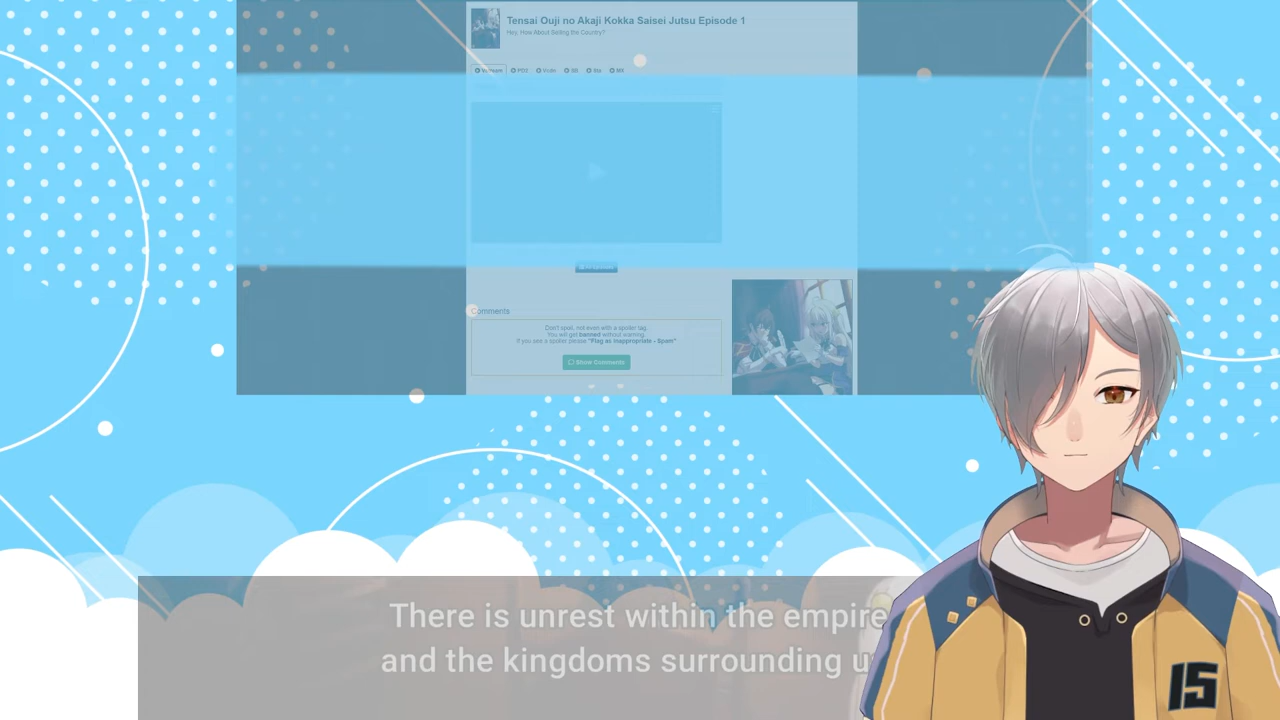 Tensai Ouji no Akaji Kokka Saisei Jutsu Episode 1
Hey, How About Selling the Country?
Comments
Don't spoil, not even with a spoiler tag.
You will get banned without warning.
If you see a spoiler please "Flag as inappropriate - Spam"
Show Comments
There is unrest within the empire
and the kingdoms surrounding
15